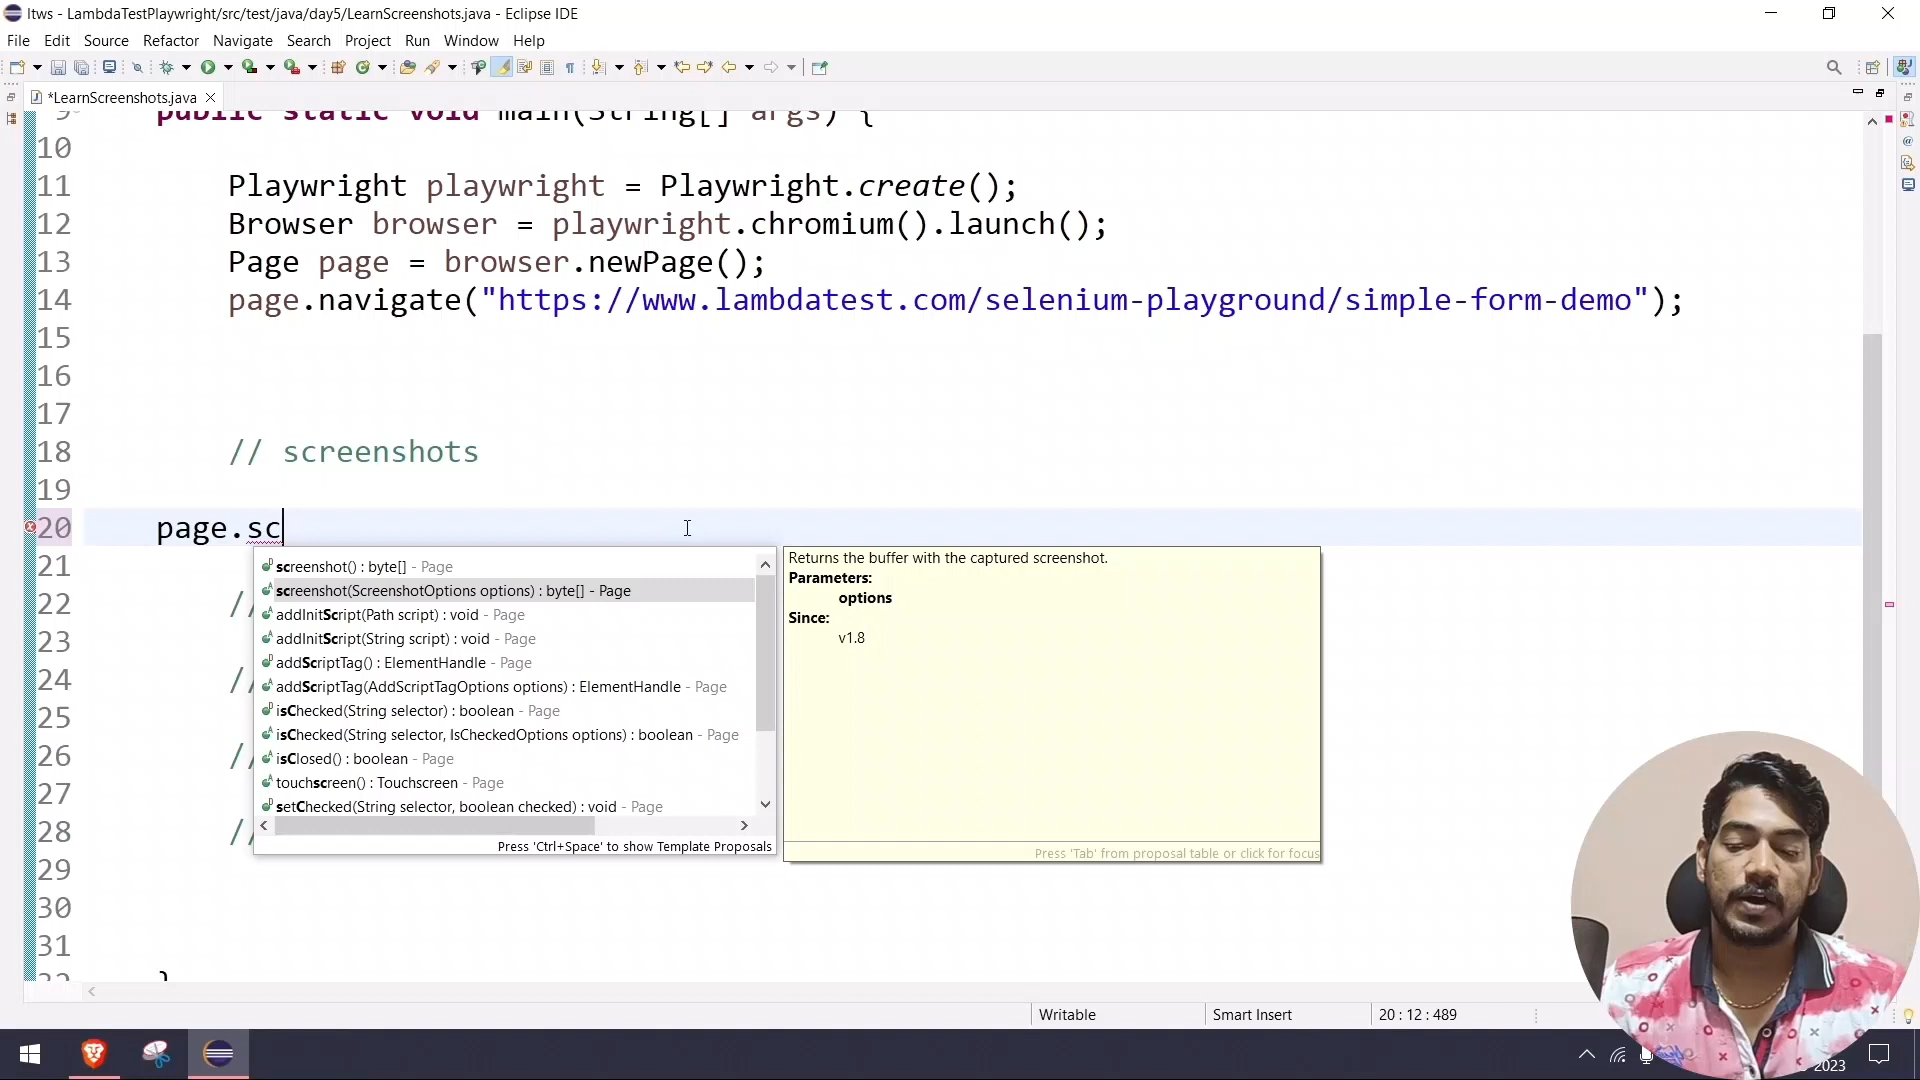 ltws - LambdaTestPlaywright/src/test/java/day5/LearnScreenshots.java - Eclipse IDE
File Edit Source Refactor Navigate Search Project Run Window Help
*LearnScreenshots.java
9 public static void main(String[] args) {
10
11 Playwright playwright = Playwright.create();
12 Browser browser = playwright.chromium().launch();
13 Page page = browser.newPage();
14 page.navigate("https://www.lambdatest.com/selenium-playground/simple-form-demo");
15
16
17
18 // screenshots
19
20 page.sc
21
22 //
23
24 //
25
26 //
27
28 //
29
30
31
32 }
screenshot() : byte[] - Page
screenshot(ScreenshotOptions options) : byte[] - Page
addInitScript(Path script) : void - Page
addInitScript(String script) : void - Page
addScriptTag() : ElementHandle - Page
addScriptTag(AddScriptTagOptions options) : ElementHandle - Page
isChecked(String selector) : boolean - Page
isChecked(String selector, IsCheckedOptions options) : boolean - Page
isClosed() : boolean - Page
touchscreen() : Touchscreen - Page
setChecked(String selector, boolean checked) : void - Page
Press 'Ctrl+Space' to show Template Proposals
Returns the buffer with the captured screenshot.
Parameters:
options
Since:
v1.8
Press 'Tab' from proposal table or click for focus
Writable Smart Insert 20 : 12 : 489
2023